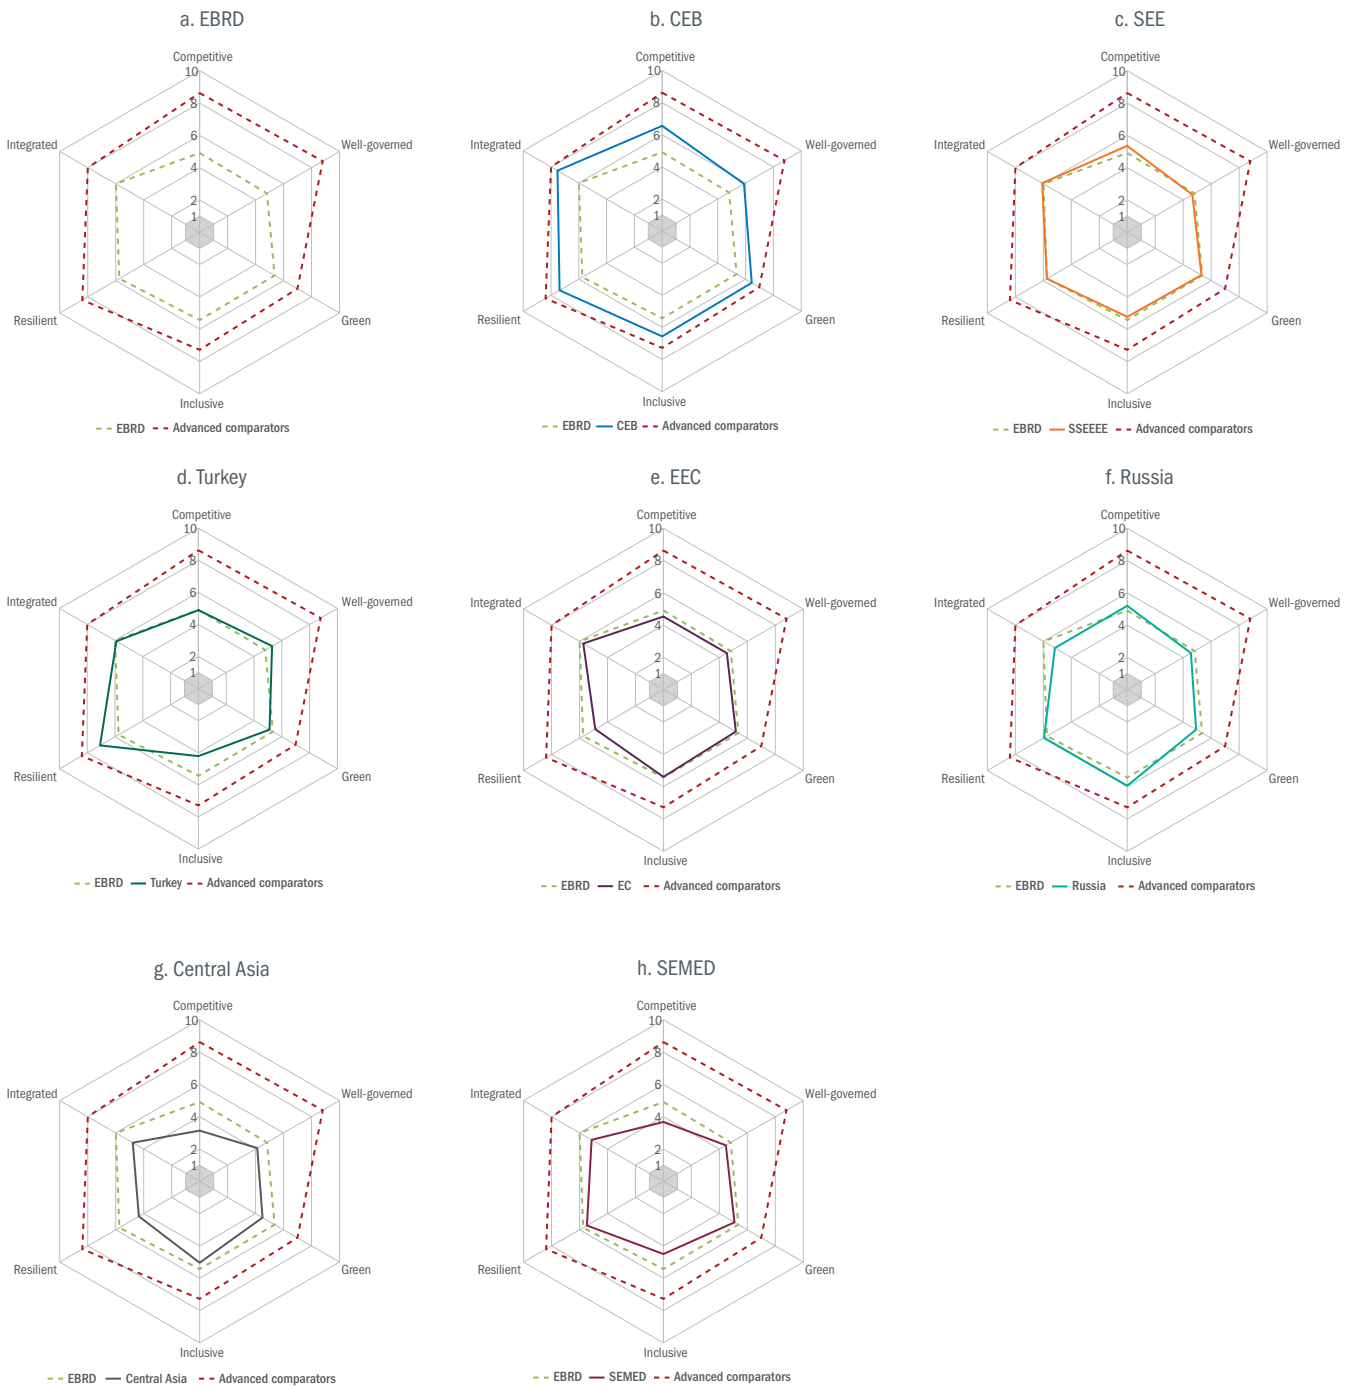 a. EBRD
Competitive
10
8
6
4
2
1
Integrated
Well-governed
Resilient
Green
Inclusive
EBRD Advanced comparators
b. CEB
Competitive
10
8
6
4
2
1
Integrated
Well-governed
Resilient
Green
Inclusive
EBRD CEB Advanced comparators
c. SEE
Competitive
10
8
6
4
2
1
Integrated
Well-governed
Resilient
Green
Inclusive
EBRD SSEEEE Advanced comparators
d. Turkey
Competitive
10
8
6
4
2
1
Integrated
Well-governed
Resilient
Green
Inclusive
EBRD Turkey Advanced comparators
e. EEC
Competitive
10
8
6
4
2
1
Integrated
Well-governed
Resilient
Green
Inclusive
EBRD EC Advanced comparators
f. Russia
Competitive
10
8
6
4
2
1
Integrated
Well-governed
Resilient
Green
Inclusive
EBRD Russia Advanced comparators
g. Central Asia
Competitive
10
8
6
4
2
1
Integrated
Well-governed
Resilient
Green
Inclusive
EBRD Central Asia Advanced comparators
h. SEMED
Competitive
10
8
6
4
2
1
Integrated
Well-governed
Resilient
Green
Inclusive
EBRD SEMED Advanced comparators